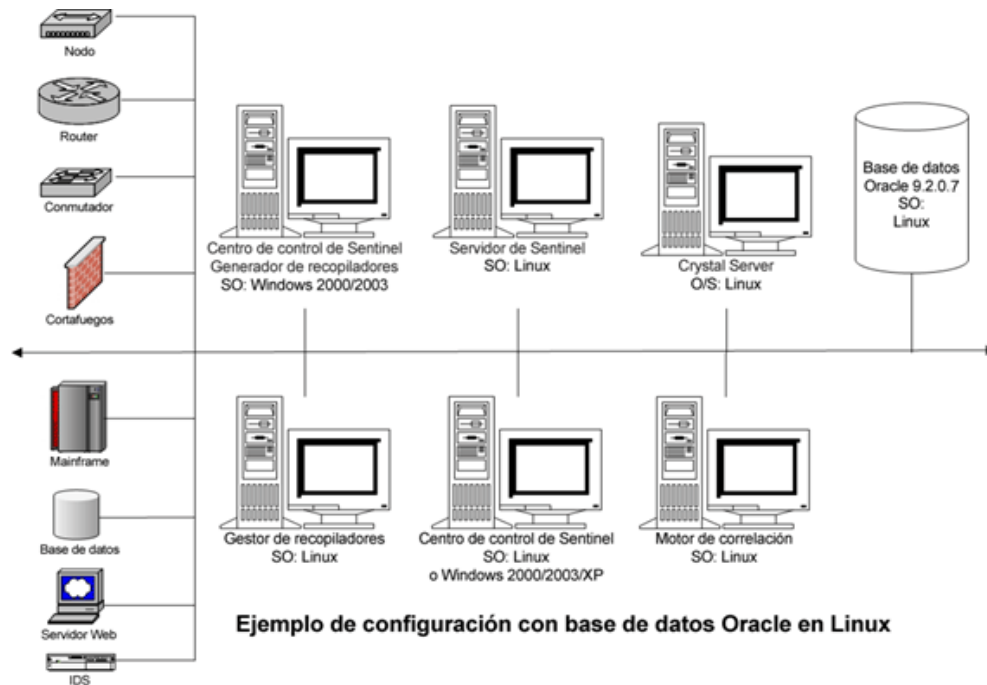 Nodo
Router
Conmutador
Cortafuegos
Mainframe
Base de datos
Servidor Web
IDS
Centro de control de Sentinel
Generador de recopiladores
SO: Windows 2000/2003
Servidor de Sentinel
SO: Linux
Crystal Server
O/S: Linux
Base de datos
Oracle 9.2.0.7
SO:
Linux
Gestor de recopiladores
SO: Linux
Centro de control de Sentinel
SO: Linux
o Windows 2000/2003/XP
Motor de correlación
SO: Linux
Ejemplo de configuración con base de datos Oracle en Linux